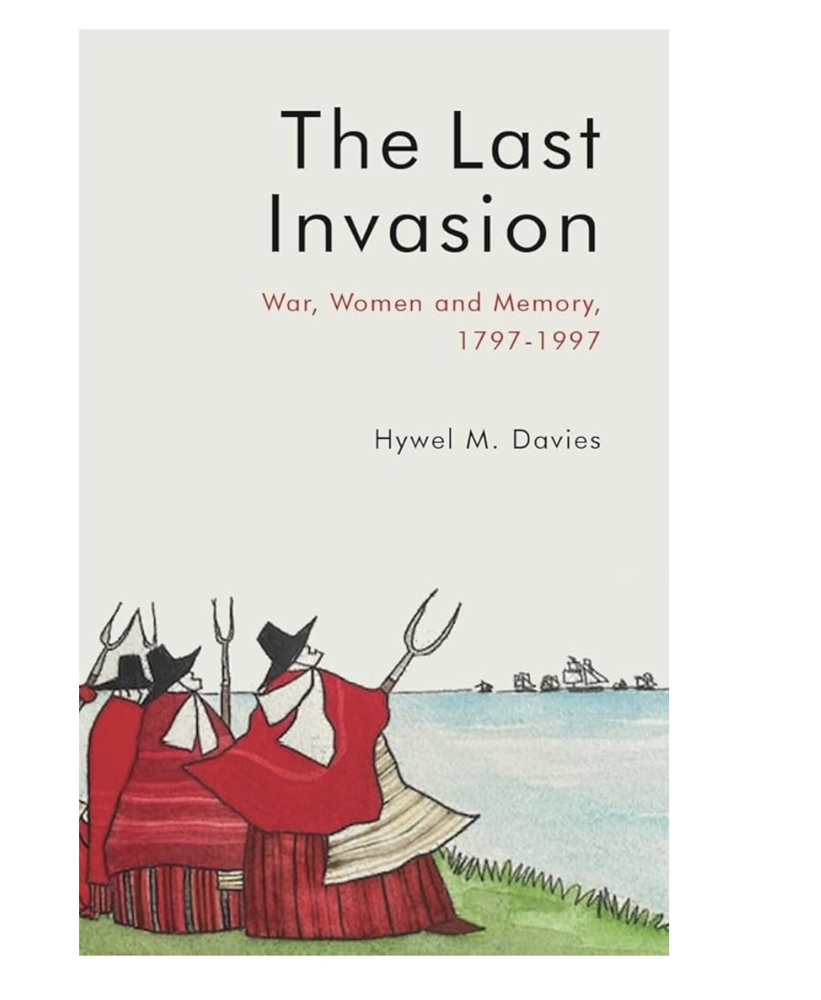 The Last
Invasion
War, Women and Memory,
1797-1997
Hywel M. Davies